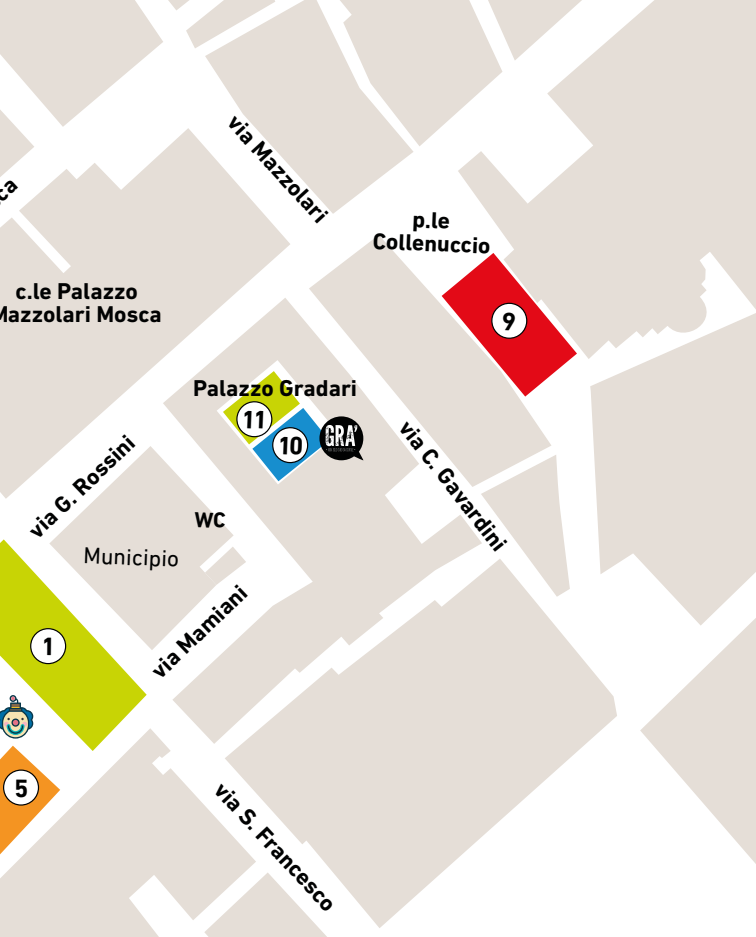 via Mazzolari
ca
p.le
Collenuccio
c.le Palazzo
Mazzolari Mosca
9
Palazzo Gradari
11
10
GRA'
via G. Rossini
via C. Gavardini
WC
Municipio
via Mamiani
1
5
via S. Francesco